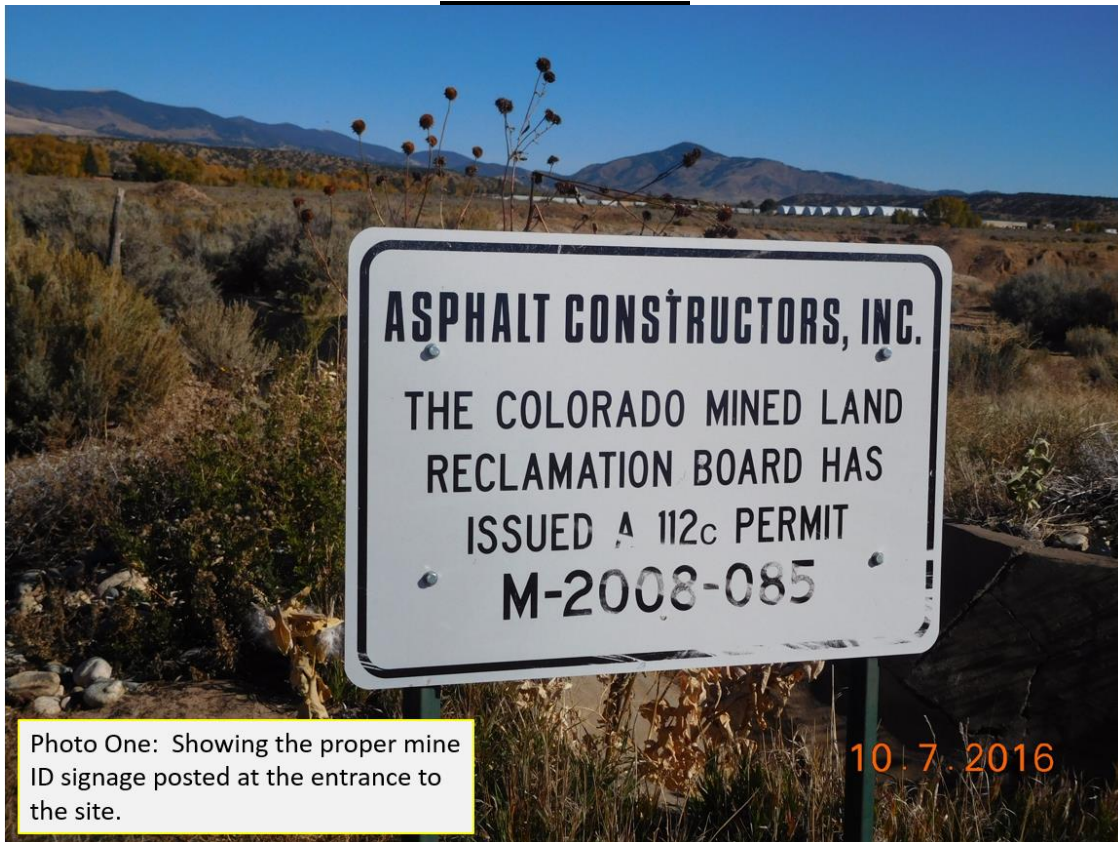 ASPHALT CONSTRUCTORS, INC.
THE COLORADO MINED LAND
RECLAMATION BOARD HAS
ISSUED A 112c PERMIT
M-2008-085
Photo One: Showing the proper mine
ID signage posted at the entrance to
the site.
10.7.2016